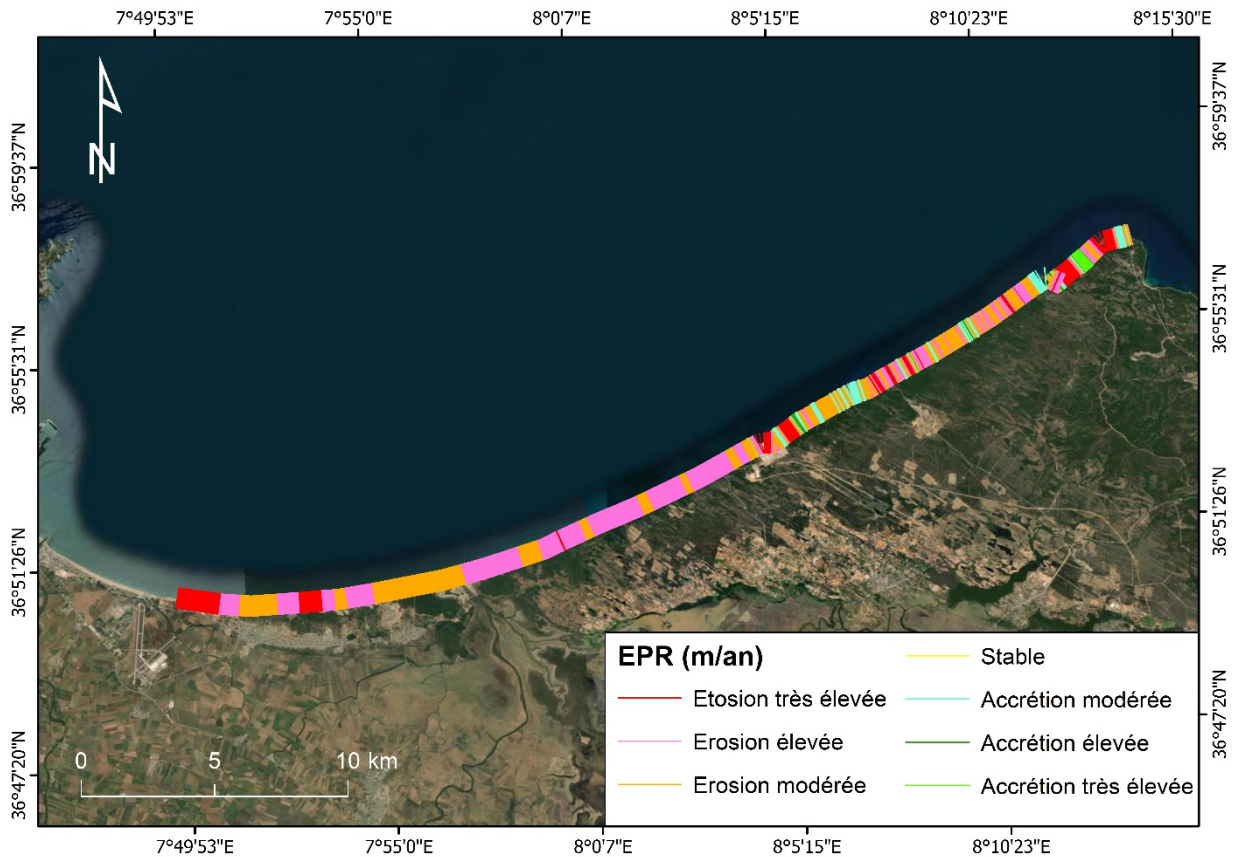 7°49'53"E 7°55'0"E 8°0'7"E 8°5'15"E 8°10'23"E 8°15'30"E
N
36°59'37"N
36°55'31"N
36°51'26"N
36°47'20"N
36°59'37"N
36°55'31"N
36°51'26"N
36°47'20"N
EPR (m/an)
Etosion très élevée
Erosion élevée
Erosion modérée
Stable
Accrétion modérée
Accrétion élevée
Accrétion très élevée
0 5 10 km
7°49'53"E 7°55'0"E 8°0'7"E 8°5'15"E 8°10'23"E